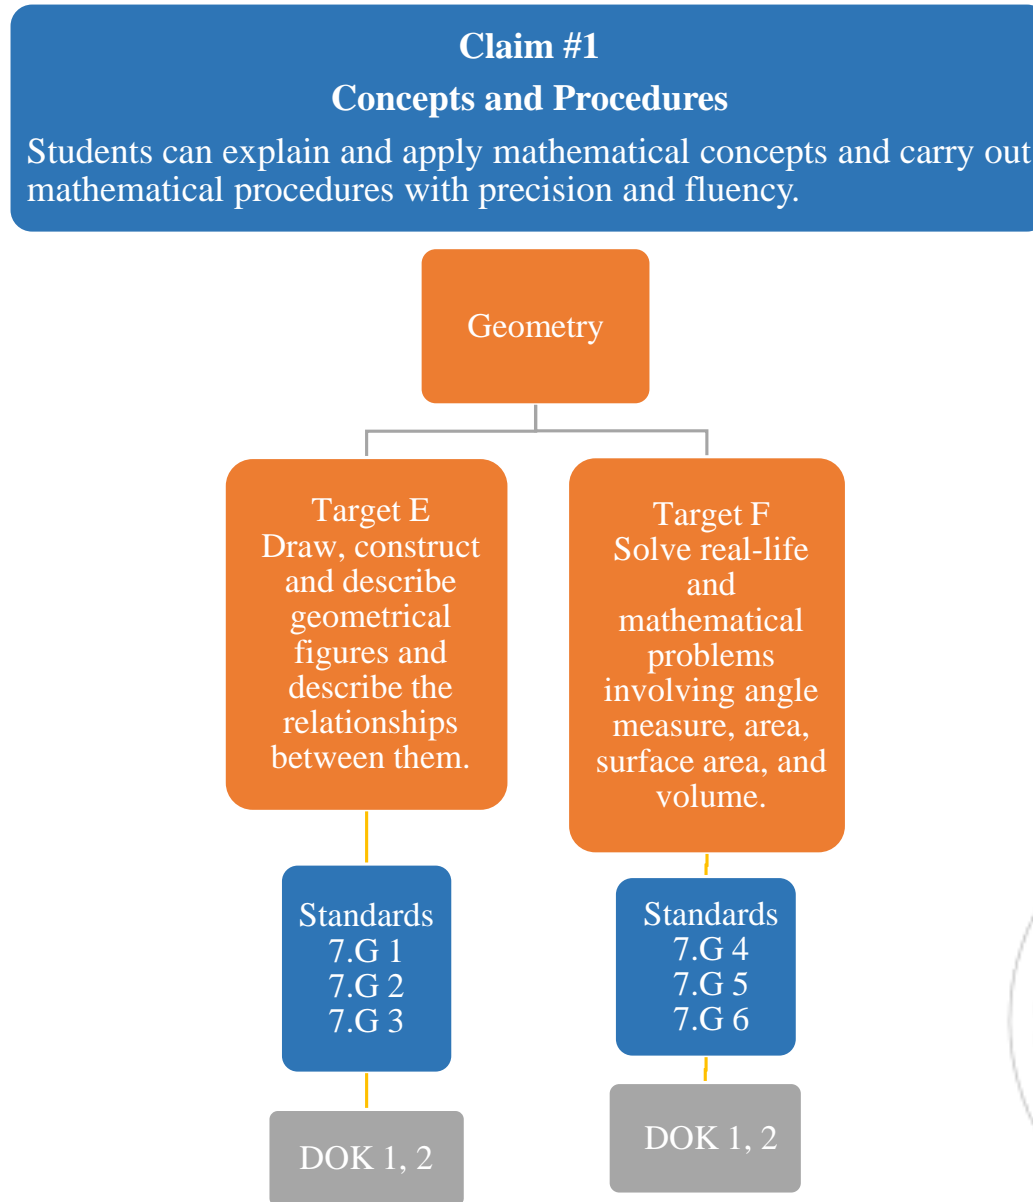 Claim #1
Concepts and Procedures
Students can explain and apply mathematical concepts and carry out
mathematical procedures with precision and fluency.
Geometry
Target E
Draw, construct
and describe
geometrical
figures and
describe the
relationships
between them.
Target F
Solve real-life
and
mathematical
problems
involving angle
measure, area,
surface area, and
volume.
Standards
7.G 1
7.G 2
7.G 3
Standards
7.G 4
7.G 5
7.G 6
DOK 1, 2
DOK 1, 2